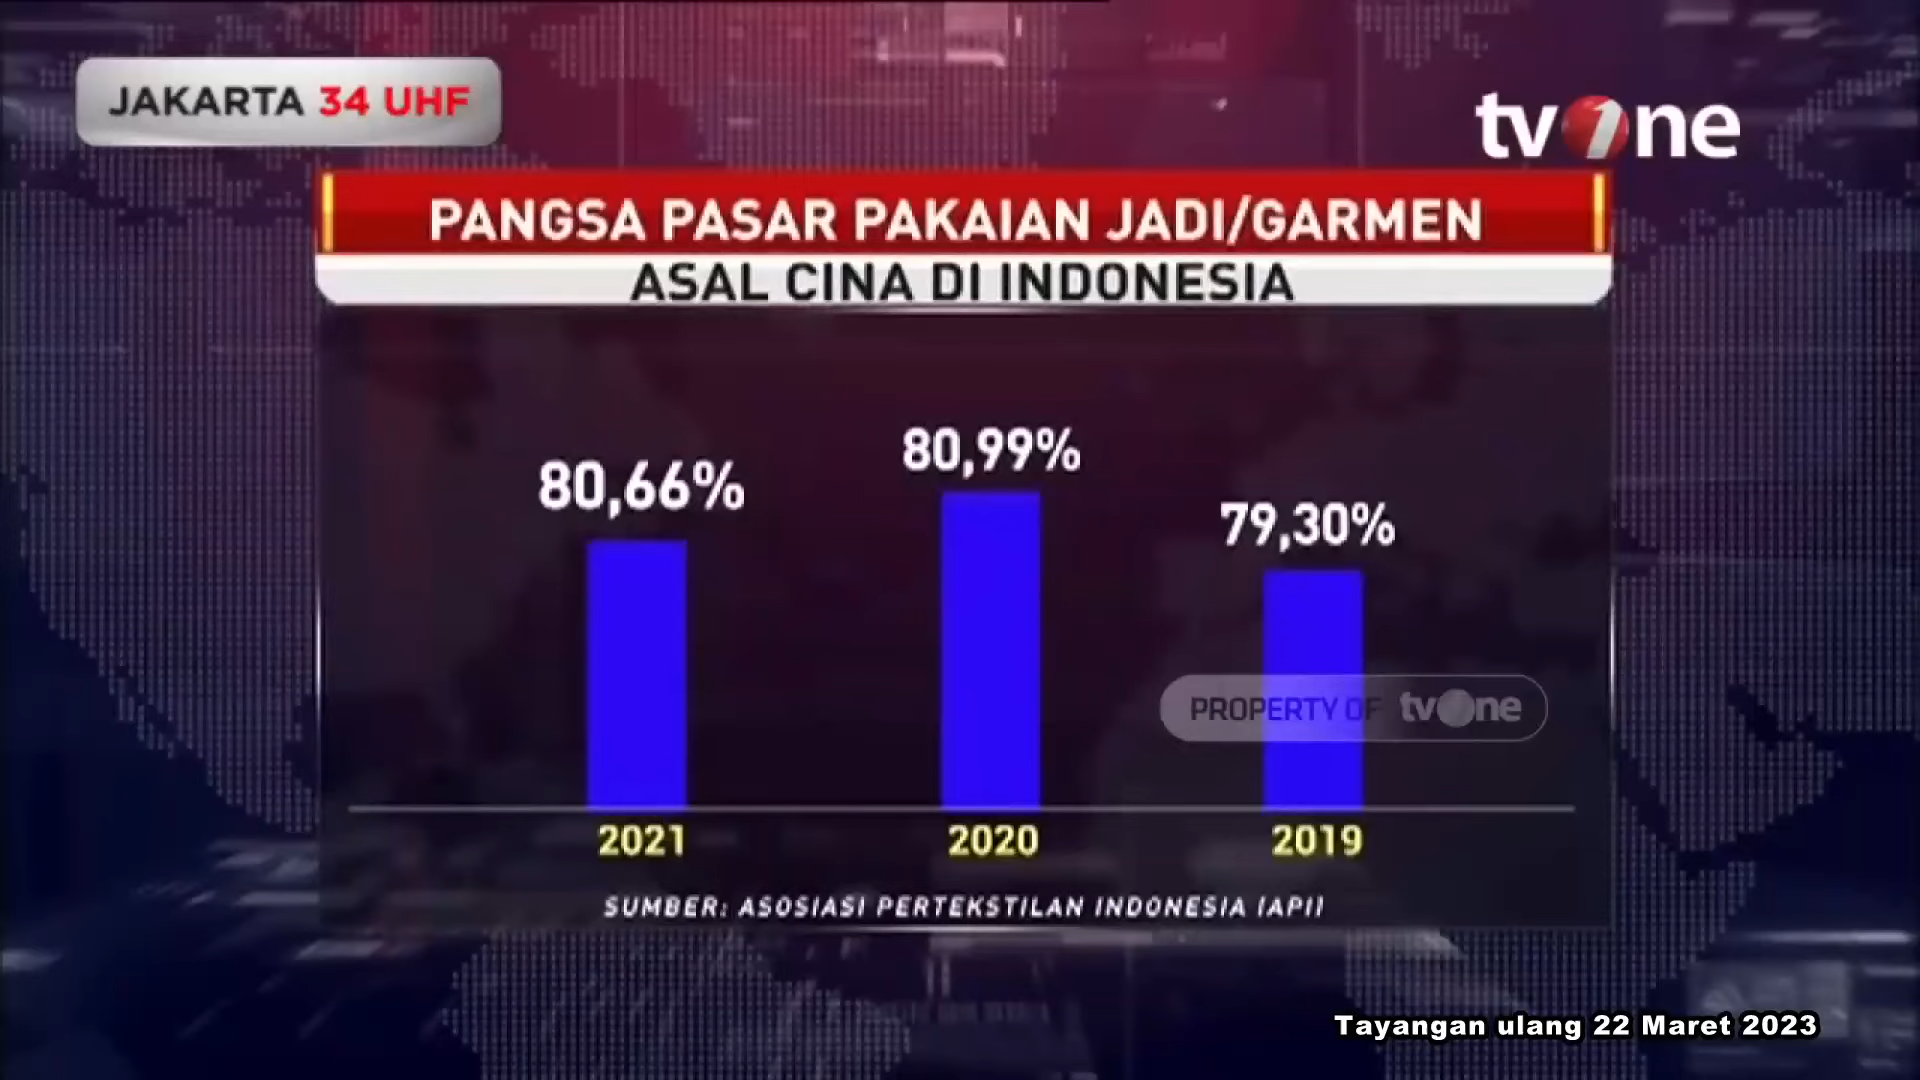 JAKARTA 34 UHF
tvOne
PANGSA PASAR PAKAIAN JADI/GARMEN
ASAL CINA DI INDONESIA
80,66%
80,99%
79,30%
PROPERTY OF tvOne
2021
2020
2019
SUMBER: ASOSIASI PERTEKSTILAN INDONESIA (API)
Tayangan ulang 22 Maret 2023